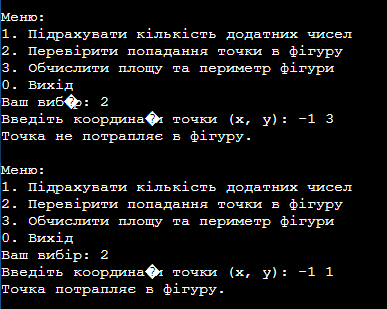 Меню:
1. Підрахувати кількість додатних чисел
2. Перевірити попадання точки в фігуру
3. Обчислити площу та периметр фігури
0. Вихід
Ваш виб�р: 2
Введіть координа�и точки (x, y): -1 3
Точка не потрапляє в фігуру.
Меню:
1. Підрахувати кількість додатних чисел
2. Перевірити попадання точки в фігуру
3. Обчислити площу та периметр фігури
0. Вихід
Ваш вибір: 2
Введіть координа�и точки (x, y): -1 1
Точка потрапляє в фігуру.